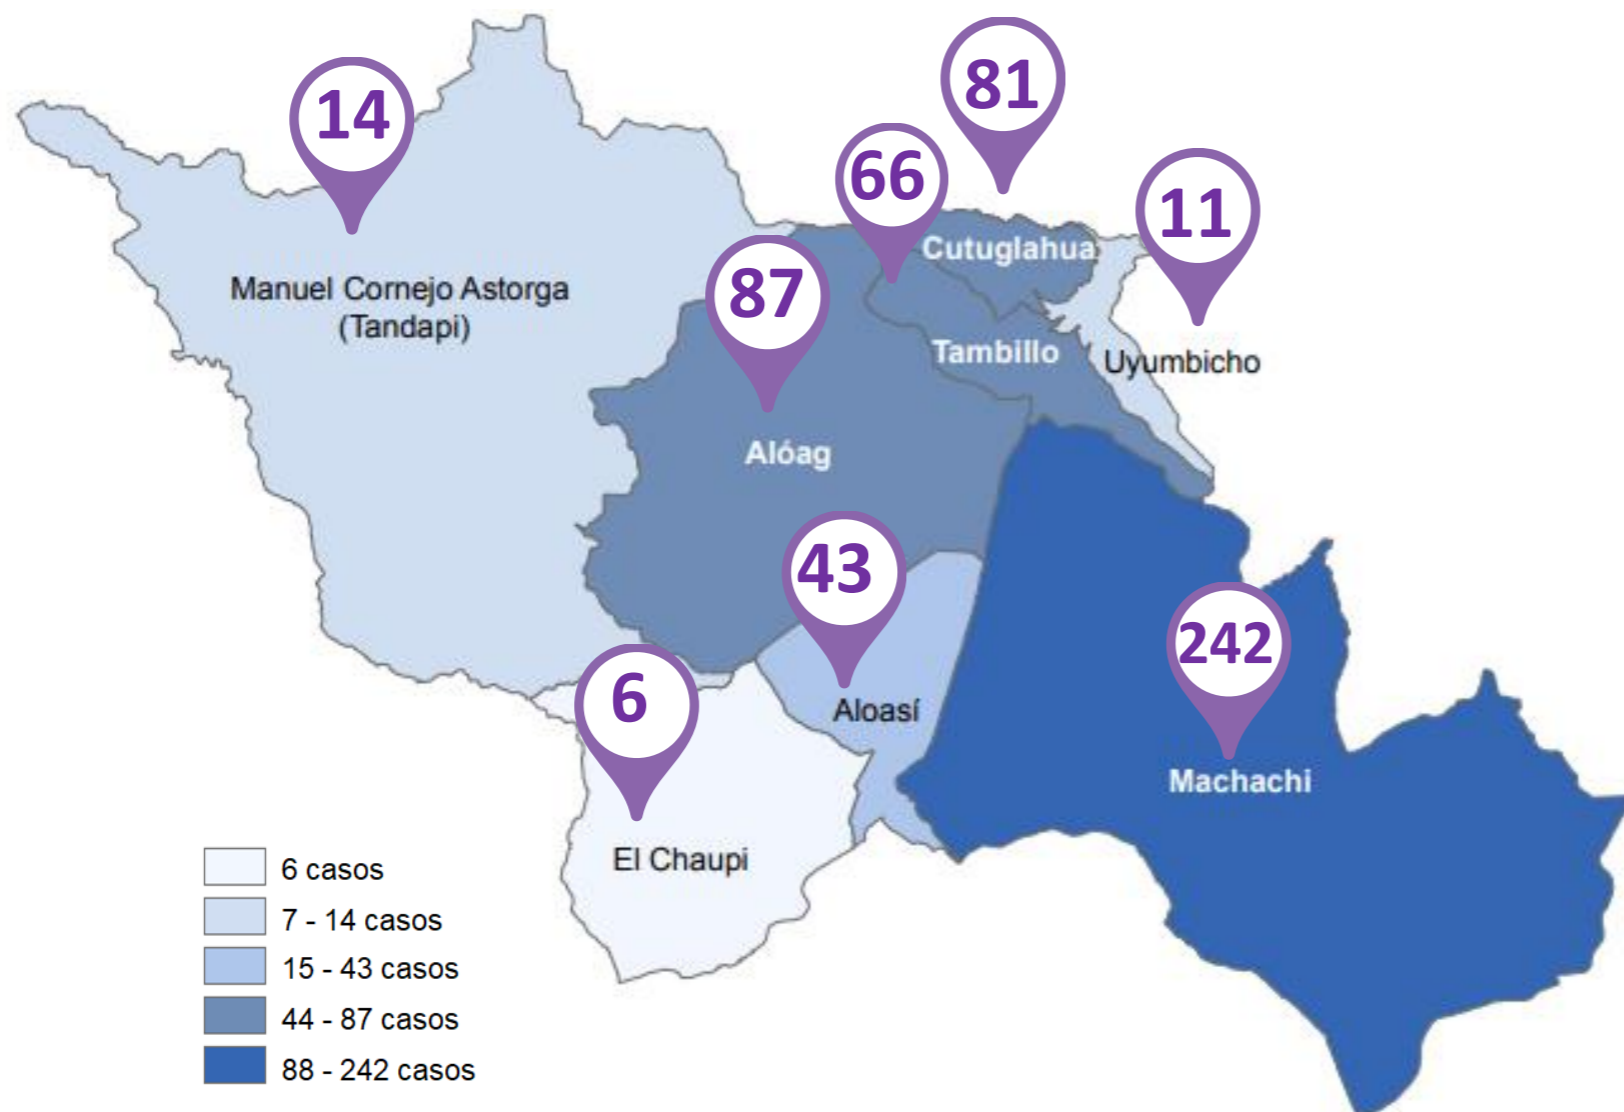 14
81
66
11
Cutuglahua
Manuel Cornejo Astorga
(Tandapi)
87
Tambillo
Uyumbicho
Alóag
43
242
6
Aloasí
Machachi
El Chaupi
6 casos
7 - 14 casos
15 - 43 casos
44 - 87 casos
88 - 242 casos